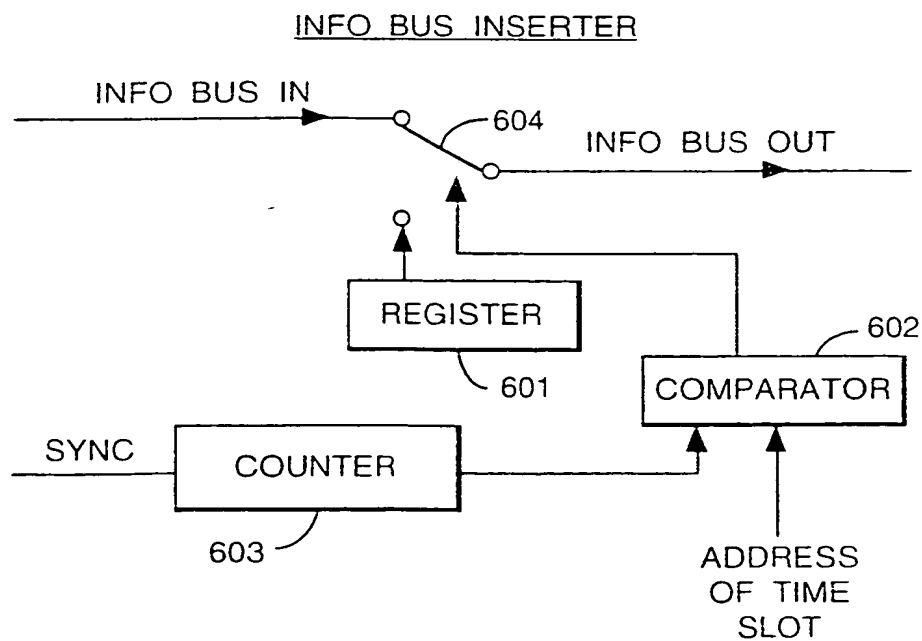 INFO BUS INSERTER
INFO BUS IN
604
INFO BUS OUT
REGISTER
601
602
COMPARATOR
SYNC
COUNTER
603
ADDRESS
OF TIME
SLOT